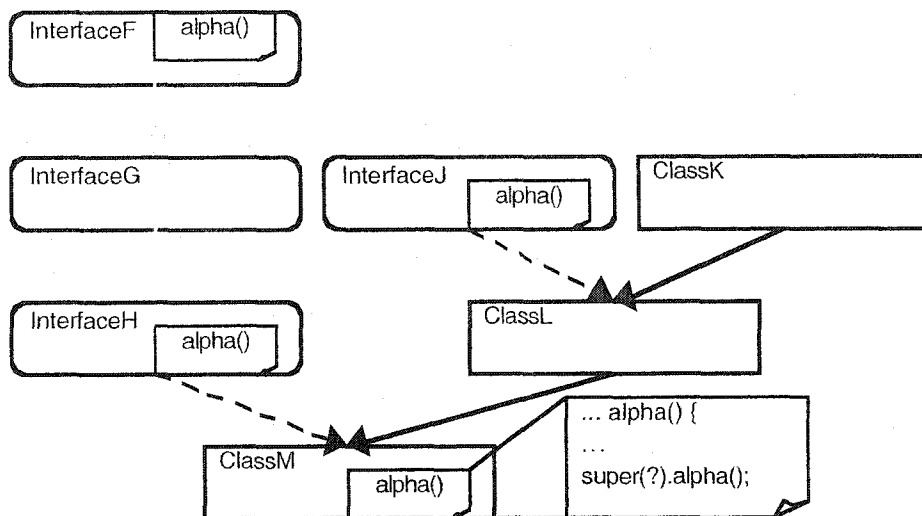 InterfaceF
alpha()
InterfaceG
InterfaceJ
alpha()
ClassK
InterfaceH
alpha()
ClassL
ClassM
alpha()
... alpha() {
...
super(?).alpha();